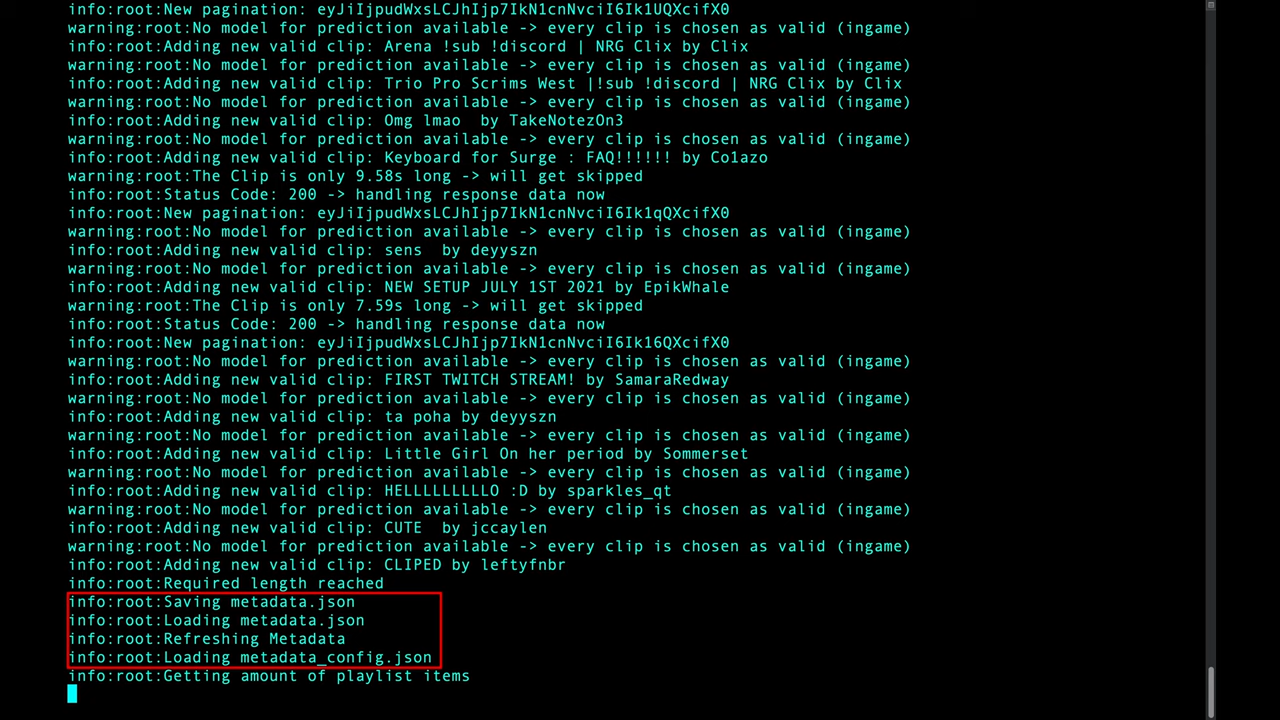 info:root:New pagination: eyJiIjpudWxsLCJhIjp7IkN1cnNvciI6Ik1UQXcifX0
warning:root:No model for prediction available -> every clip is chosen as valid (ingame)
info:root:Adding new valid clip: Arena !sub !discord | NRG Clix by Clix
warning:root:No model for prediction available -> every clip is chosen as valid (ingame)
info:root:Adding new valid clip: Trio Pro Scrims West |!sub !discord | NRG Clix by Clix
warning:root:No model for prediction available -> every clip is chosen as valid (ingame)
info:root:Adding new valid clip: Omg lmao  by TakeNotezOn3
warning:root:No model for prediction available -> every clip is chosen as valid (ingame)
info:root:Adding new valid clip: Keyboard for Surge : FAQ!!!!!! by Co1azo
warning:root:The Clip is only 9.58s long -> will get skipped
info:root:Status Code: 200 -> handling response data now
info:root:New pagination: eyJiIjpudWxsLCJhIjp7IkN1cnNvciI6Ik1qQXcifX0
warning:root:No model for prediction available -> every clip is chosen as valid (ingame)
info:root:Adding new valid clip: sens  by deyyszn
warning:root:No model for prediction available -> every clip is chosen as valid (ingame)
info:root:Adding new valid clip: NEW SETUP JULY 1ST 2021 by EpikWhale
warning:root:The Clip is only 7.59s long -> will get skipped
info:root:Status Code: 200 -> handling response data now
info:root:New pagination: eyJiIjpudWxsLCJhIjp7IkN1cnNvciI6Ik16QXcifX0
warning:root:No model for prediction available -> every clip is chosen as valid (ingame)
info:root:Adding new valid clip: FIRST TWITCH STREAM! by SamaraRedway
warning:root:No model for prediction available -> every clip is chosen as valid (ingame)
info:root:Adding new valid clip: ta poha by deyyszn
warning:root:No model for prediction available -> every clip is chosen as valid (ingame)
info:root:Adding new valid clip: Little Girl On her period by Sommerset
warning:root:No model for prediction available -> every clip is chosen as valid (ingame)
info:root:Adding new valid clip: HELLLLLLLLLO :D by sparkles_qt
warning:root:No model for prediction available -> every clip is chosen as valid (ingame)
info:root:Adding new valid clip: CUTE  by jccaylen
warning:root:No model for prediction available -> every clip is chosen as valid (ingame)
info:root:Adding new valid clip: CLIPED by leftyfnbr
info:root:Required length reached
info:root:Saving metadata.json
info:root:Loading metadata.json
info:root:Refreshing Metadata
info:root:Loading metadata_config.json
info:root:Getting amount of playlist items